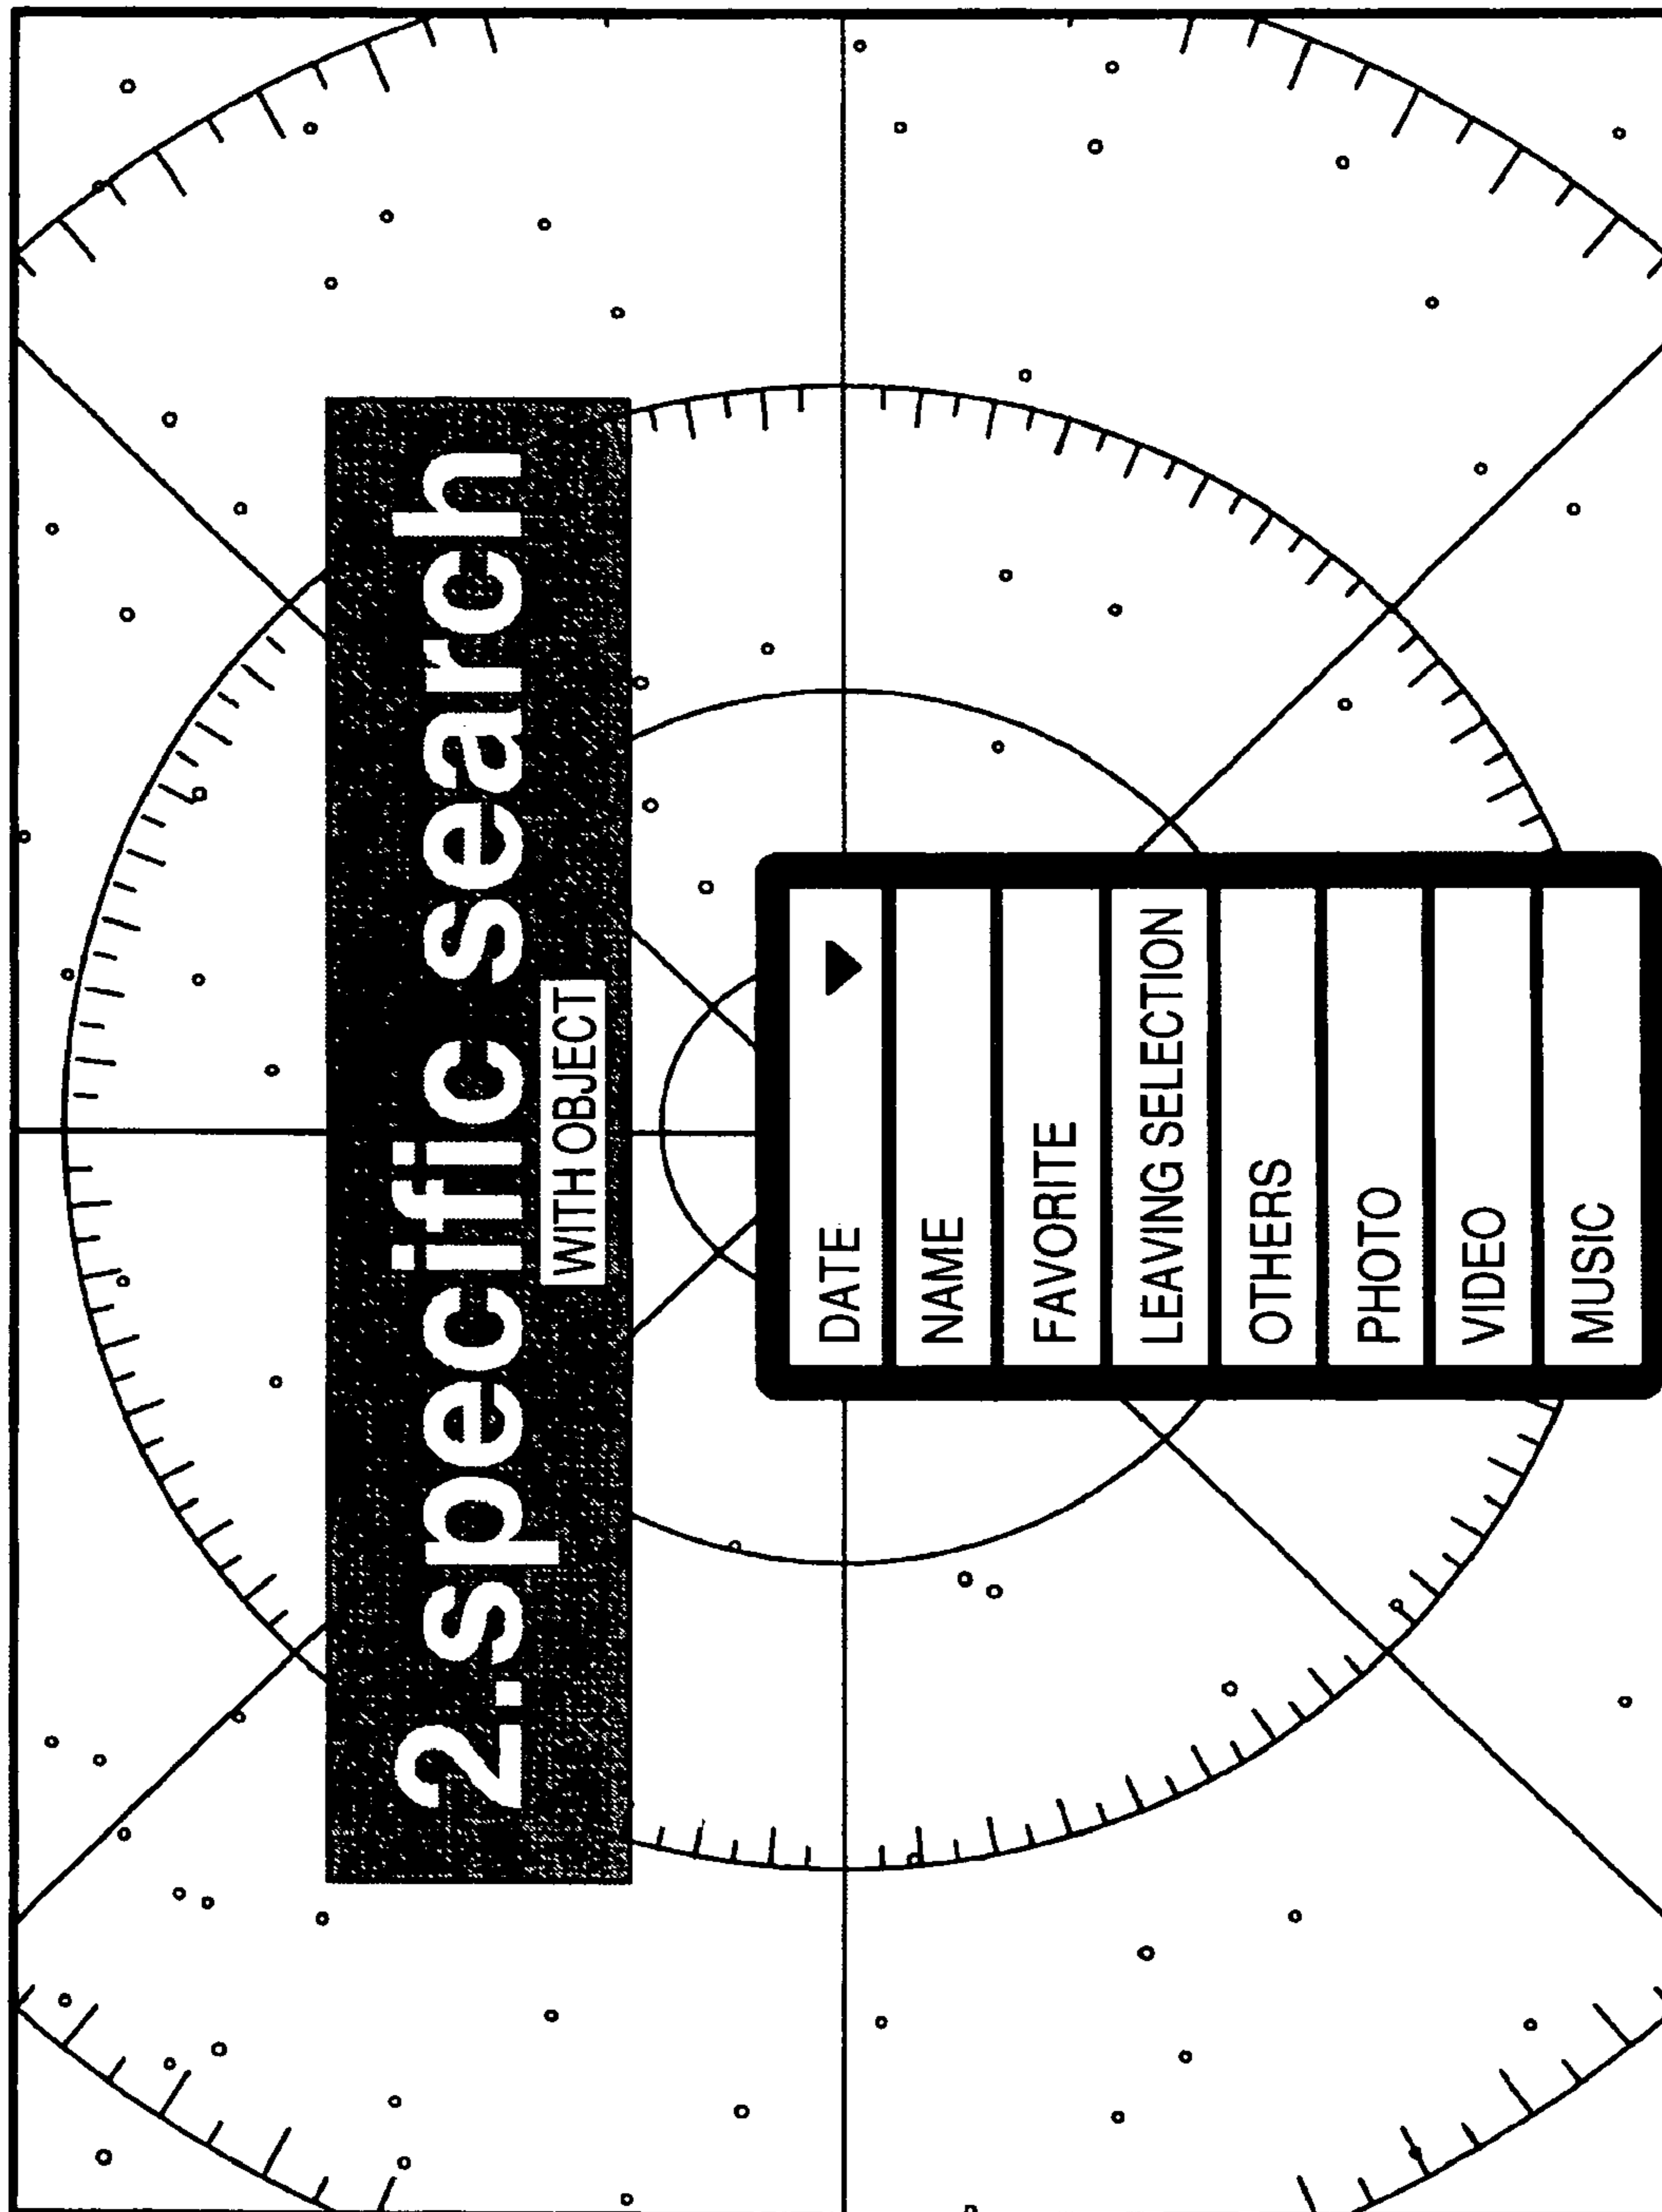 2.specific search
WITH OBJECT
DATE
NAME
FAVORITE
LEAVING SELECTION
OTHERS
PHOTO
VIDEO
MUSIC